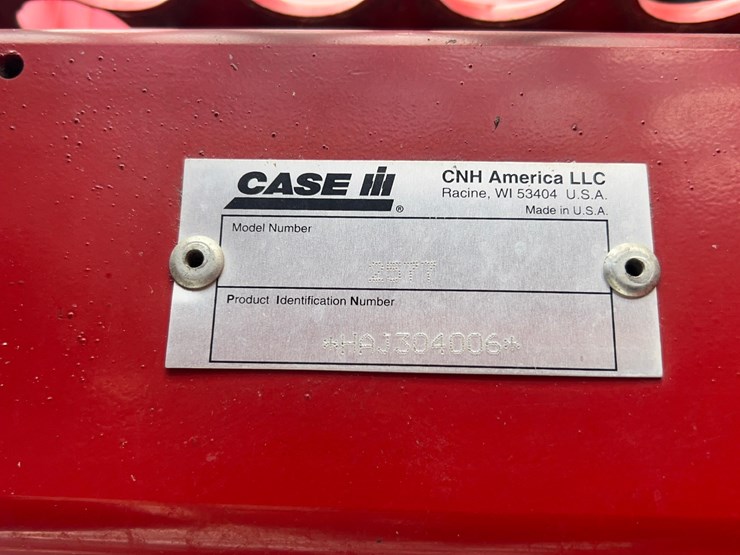 CASE IH®
CNH America LLC
Racine, WI 53404 U.S.A.
Made in U.S.A.
Model Number
2577
Product Identification Number
*HAJ304006*